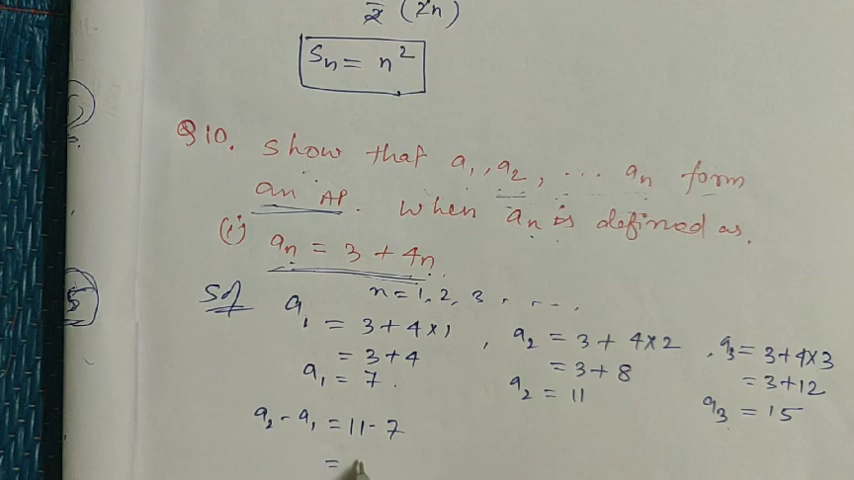 2 (2n)
Sn = n²
Q10. Show that a₁, a₂, ... aₙ form
an AP. when aₙ is defined as.
(i) aₙ = 3 + 4n.
Sol n = 1, 2, 3, ....
a₁ = 3+4×1 , a₂ = 3 + 4×2 , a₃ = 3+4×3
= 3+4 = 3+8 = 3+12
a₁ = 7. a₂ = 11 a₃ = 15
a₂ - a₁ = 11 - 7
=